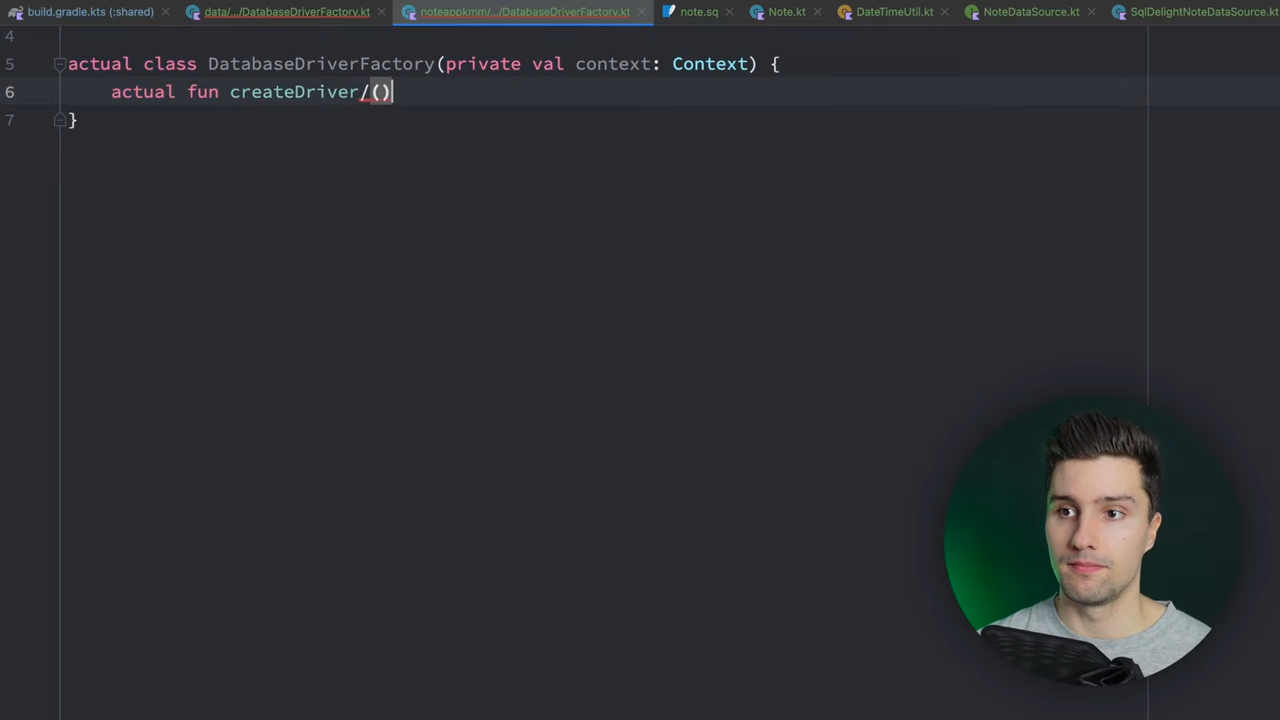 build.gradle.kts (:shared) data/.../DatabaseDriverFactory.kt noteappkmm/.../DatabaseDriverFactory.kt note.sq Note.kt DateTimeUtil.kt NoteDataSource.kt SqlDelightNoteDataSource.kt
4
5 actual class DatabaseDriverFactory(private val context: Context) {
6 actual fun createDriver/()
7 }